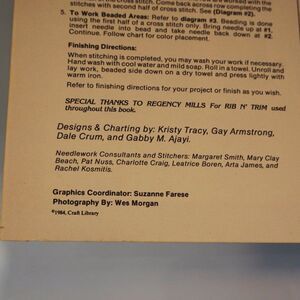 stitches with second half of cross stitch. See (Diagram #2).
5. To Work Beaded Areas: Refer to diagram #3. Beading is done
using the first half of a cross stitch only. Bring needle up at #1,
insert needle into bead and take needle back down at #2.
Continue. Follow chart for color placement.
Finishing Directions:
When stitching is completed, you may wash your work if necessary.
Hand wash with cool water and mild soap. Roll in a towel. Unroll and
lay work, beaded side down on a dry towel and press lightly with
warm iron.
Refer to finishing directions for your project or finish as you wish.
SPECIAL THANKS TO REGENCY MILLS For RIB N' TRIM used
throughout this book.
Designs & Charting by: Kristy Tracy, Gay Armstrong,
Dale Crum, and Gabby M. Ajayi.
Needlework Consultants and Stitchers: Margaret Smith, Mary Clay
Beach, Pat Nuss, Charlotte Craig, Leatrice Boren, Arta James, and
Rachel Kosmitis.
Graphics Coordinator: Suzanne Farese
Photography By: Wes Morgan
©1984, Craft Library